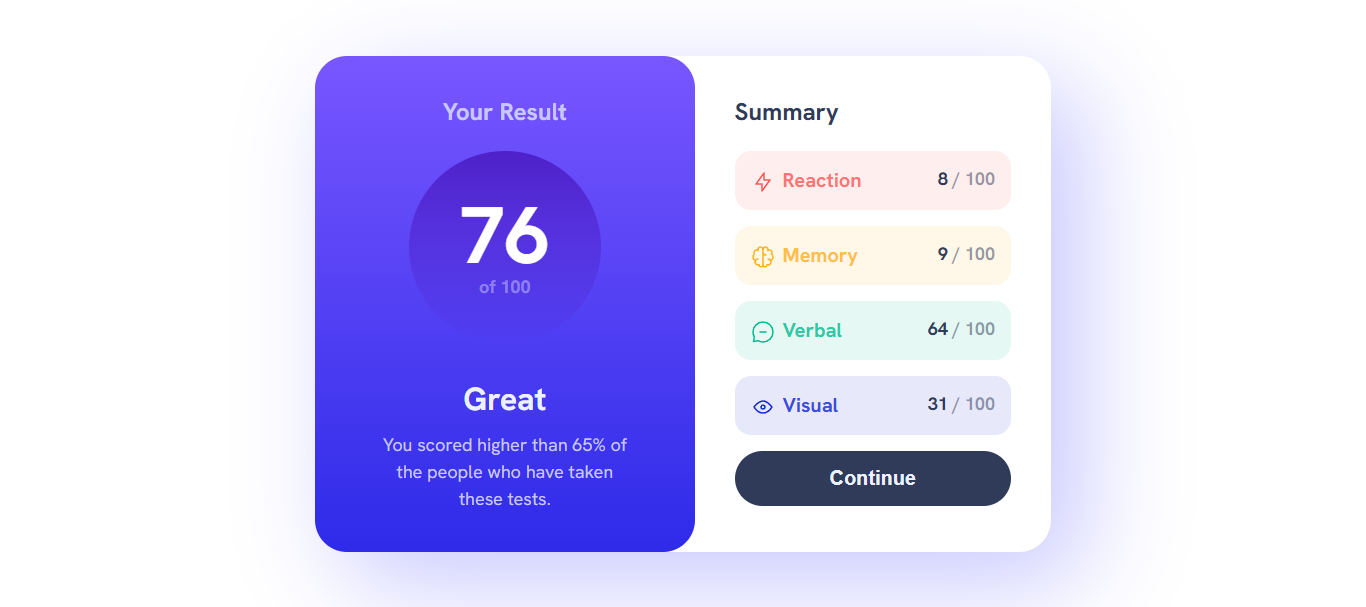 Your Result
76
of 100
Great
You scored higher than 65% of
the people who have taken
these tests.
Summary
Reaction 8 / 100
Memory 9 / 100
Verbal 64 / 100
Visual 31 / 100
Continue